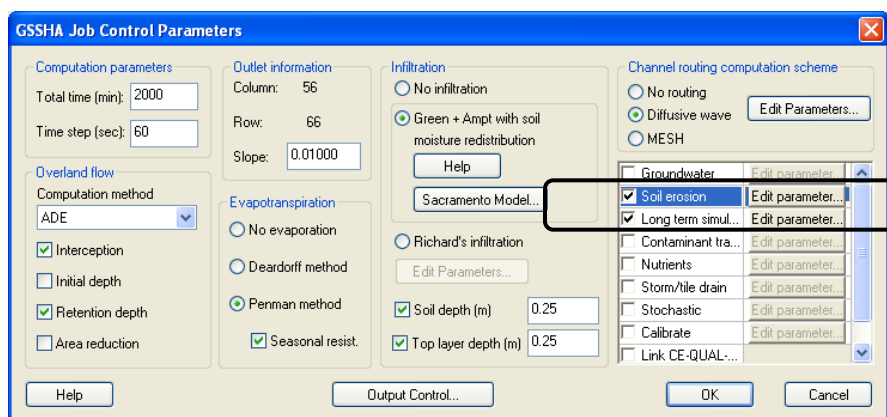 GSSHA Job Control Parameters
Computation parameters
Total time (min): 2000
Time step (sec): 60
Overland flow
Computation method
ADE
Interception
Initial depth
Retention depth
Area reduction
Outlet information
Column: 56
Row: 66
Slope: 0.01000
Evapotranspiration
No evaporation
Deardorff method
Penman method
Seasonal resist.
Infiltration
No infiltration
Green + Ampt with soil
moisture redistribution
Help
Sacramento Model...
Richard's infiltration
Edit Parameters...
Soil depth (m) 0.25
Top layer depth (m) 0.25
Channel routing computation scheme
No routing
Diffusive wave
MESH
Edit Parameters...
Groundwater Edit parameter...
Soil erosion Edit parameter...
Long term simul... Edit parameter...
Contaminant tra... Edit parameter...
Nutrients Edit parameter...
Storm/tile drain Edit parameter...
Stochastic Edit parameter...
Calibrate Edit parameter...
Link CE-QUAL-...
Help
Output Control...
OK
Cancel